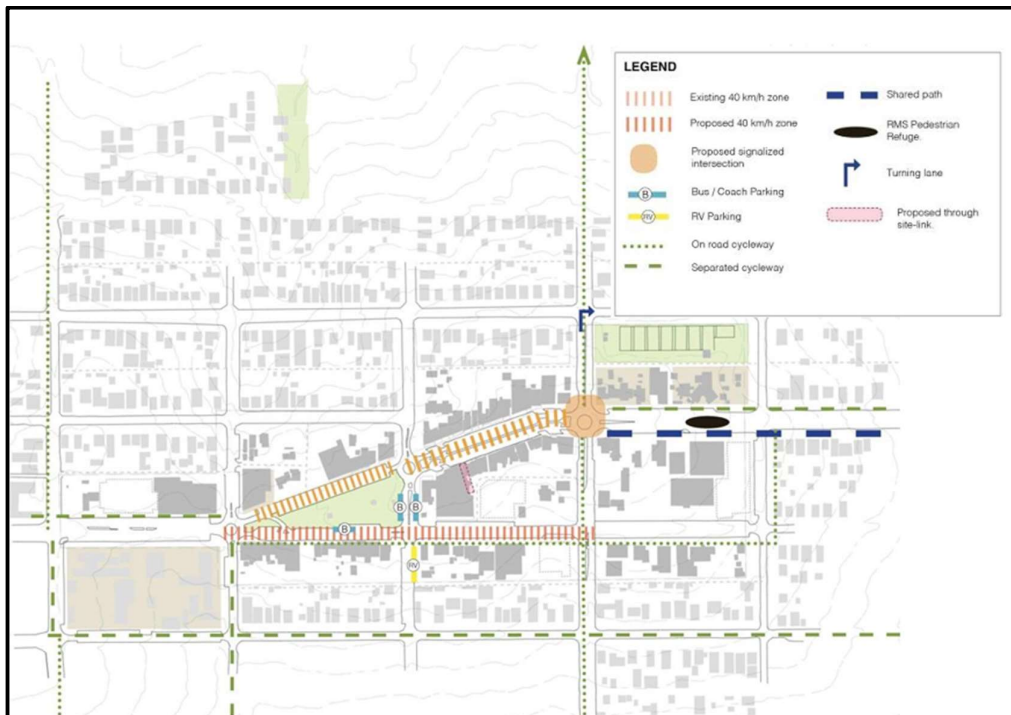 LEGEND
Existing 40 km/h zone
Proposed 40 km/h zone
Proposed signalized
intersection
B
Bus / Coach Parking
RV
RV Parking
On road cycleway
Separated cycleway
Shared path
RMS Pedestrian
Refuge.
Turning lane
Proposed through
site-link.
B
B
B
RV